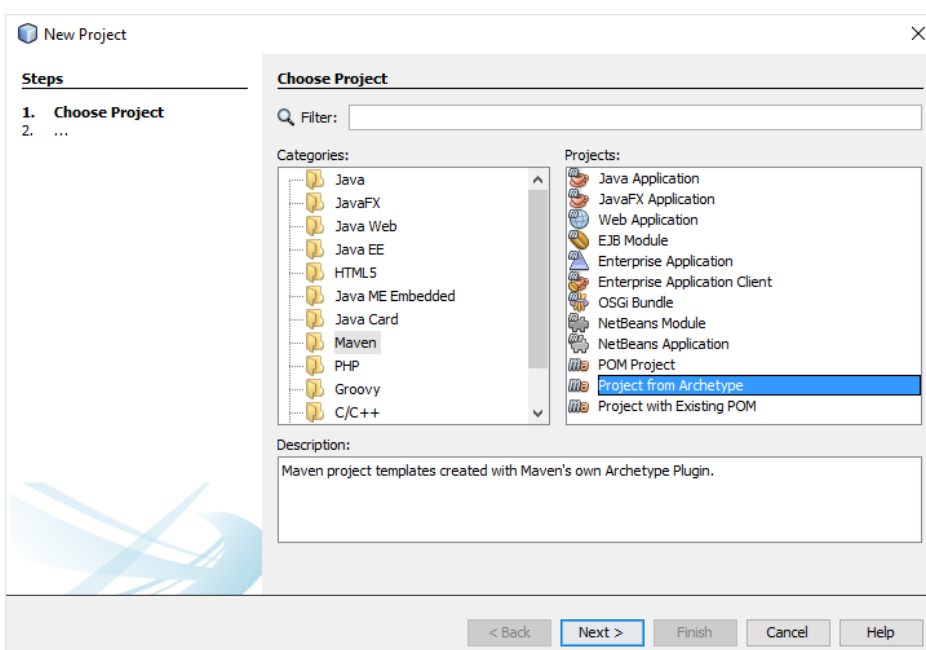 New Project
Steps
1. Choose Project
2. ...
Choose Project
Filter:
Categories:
Java
JavaFX
Java Web
Java EE
HTML5
Java ME Embedded
Java Card
Maven
PHP
Groovy
C/C++
Projects:
Java Application
JavaFX Application
Web Application
EJB Module
Enterprise Application
Enterprise Application Client
OSGi Bundle
NetBeans Module
NetBeans Application
POM Project
Project from Archetype
Project with Existing POM
Description:
Maven project templates created with Maven's own Archetype Plugin.
< Back Next > Finish Cancel Help